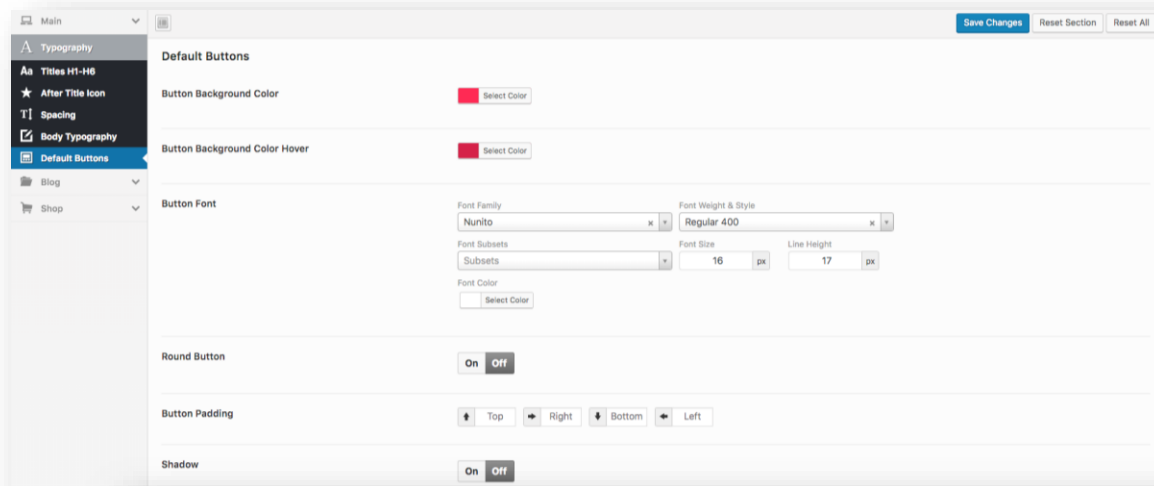 Main
Save Changes Reset Section Reset All
A Typography
Default Buttons
Aa Titles H1-H6
After Title Icon
Button Background Color Select Color
TI Spacing
Body Typography
Default Buttons
Button Background Color Hover Select Color
Blog
Shop
Button Font
Font Family Font Weight & Style
Nunito × Regular 400 ×
Font Subsets Font Size Line Height
Subsets 16 px 17 px
Font Color
Select Color
Round Button On Off
Button Padding Top Right Bottom Left
Shadow On Off